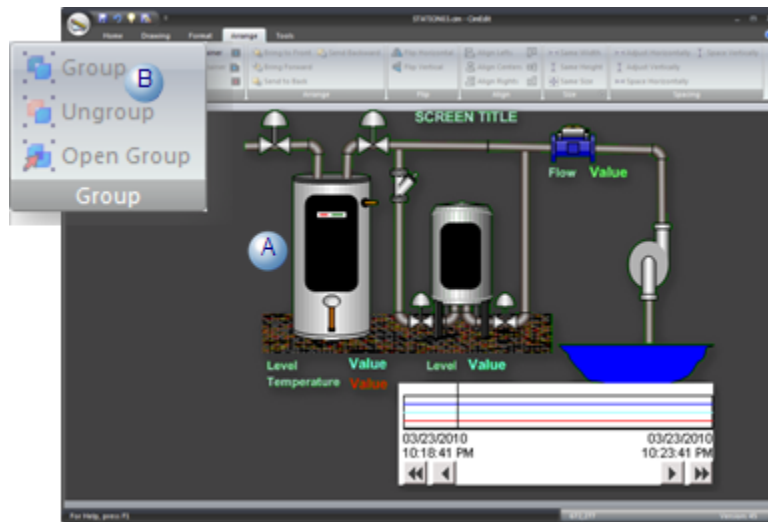 STATION01.cim - CimEdit
Home Drawing Format Arrange Tools
Group
B
Ungroup
Open Group
Group
Bring to Front Send Backward Flip Horizontal Align Lefts Same Width Adjust Horizontally Space Vertically
Bring Forward Flip Vertical Align Centers Same Height Adjust Vertically
Send to Back Align Rights Same Size Space Horizontally
Arrange Flip Align Size Spacing
SCREEN TITLE
Flow Value
A
Level Value Level Value
Temperature Value
03/23/2010 03/23/2010
10:18:41 PM 10:23:41 PM
For Help, press F1